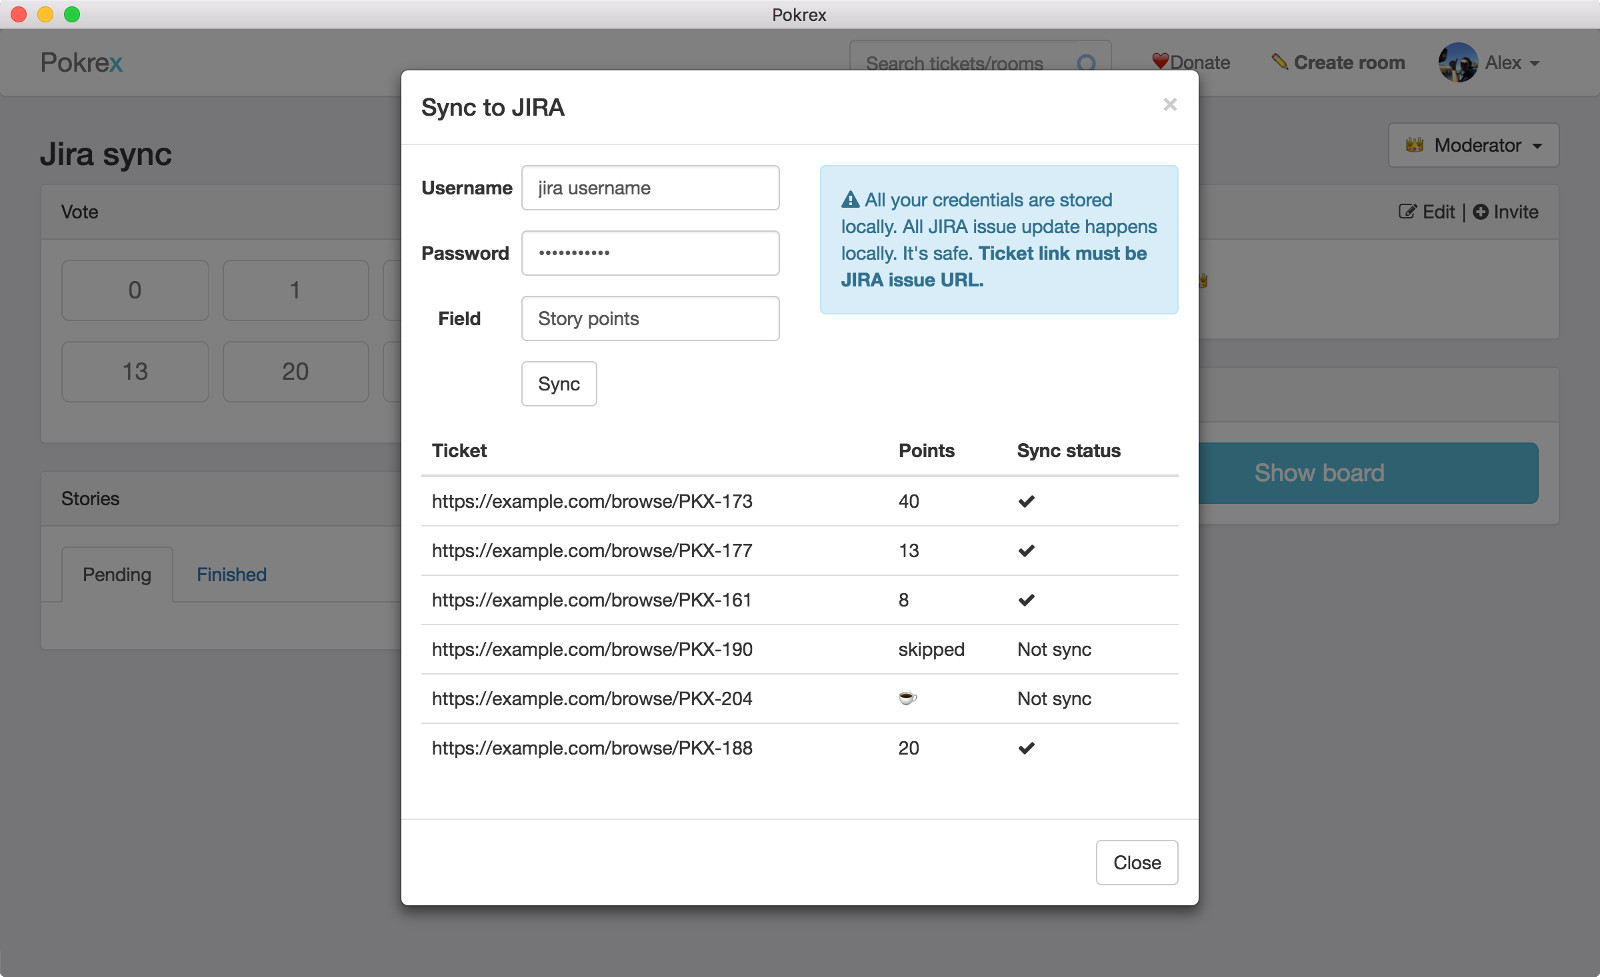 Pokrex
Pokrex
Search tickets/rooms
Donate
Create room
Alex
Jira sync
Moderator
Vote
Edit | Invite
0
1
13
20
Show board
Stories
Pending
Finished
Sync to JIRA
×
Username
jira username
Password
•••••••••••
Field
Story points
Sync
All your credentials are stored
locally. All JIRA issue update happens
locally. It's safe. Ticket link must be
JIRA issue URL.
Ticket Points Sync status
https://example.com/browse/PKX-173 40 ✔
https://example.com/browse/PKX-177 13 ✔
https://example.com/browse/PKX-161 8 ✔
https://example.com/browse/PKX-190 skipped Not sync
https://example.com/browse/PKX-204 ☕ Not sync
https://example.com/browse/PKX-188 20 ✔
Close